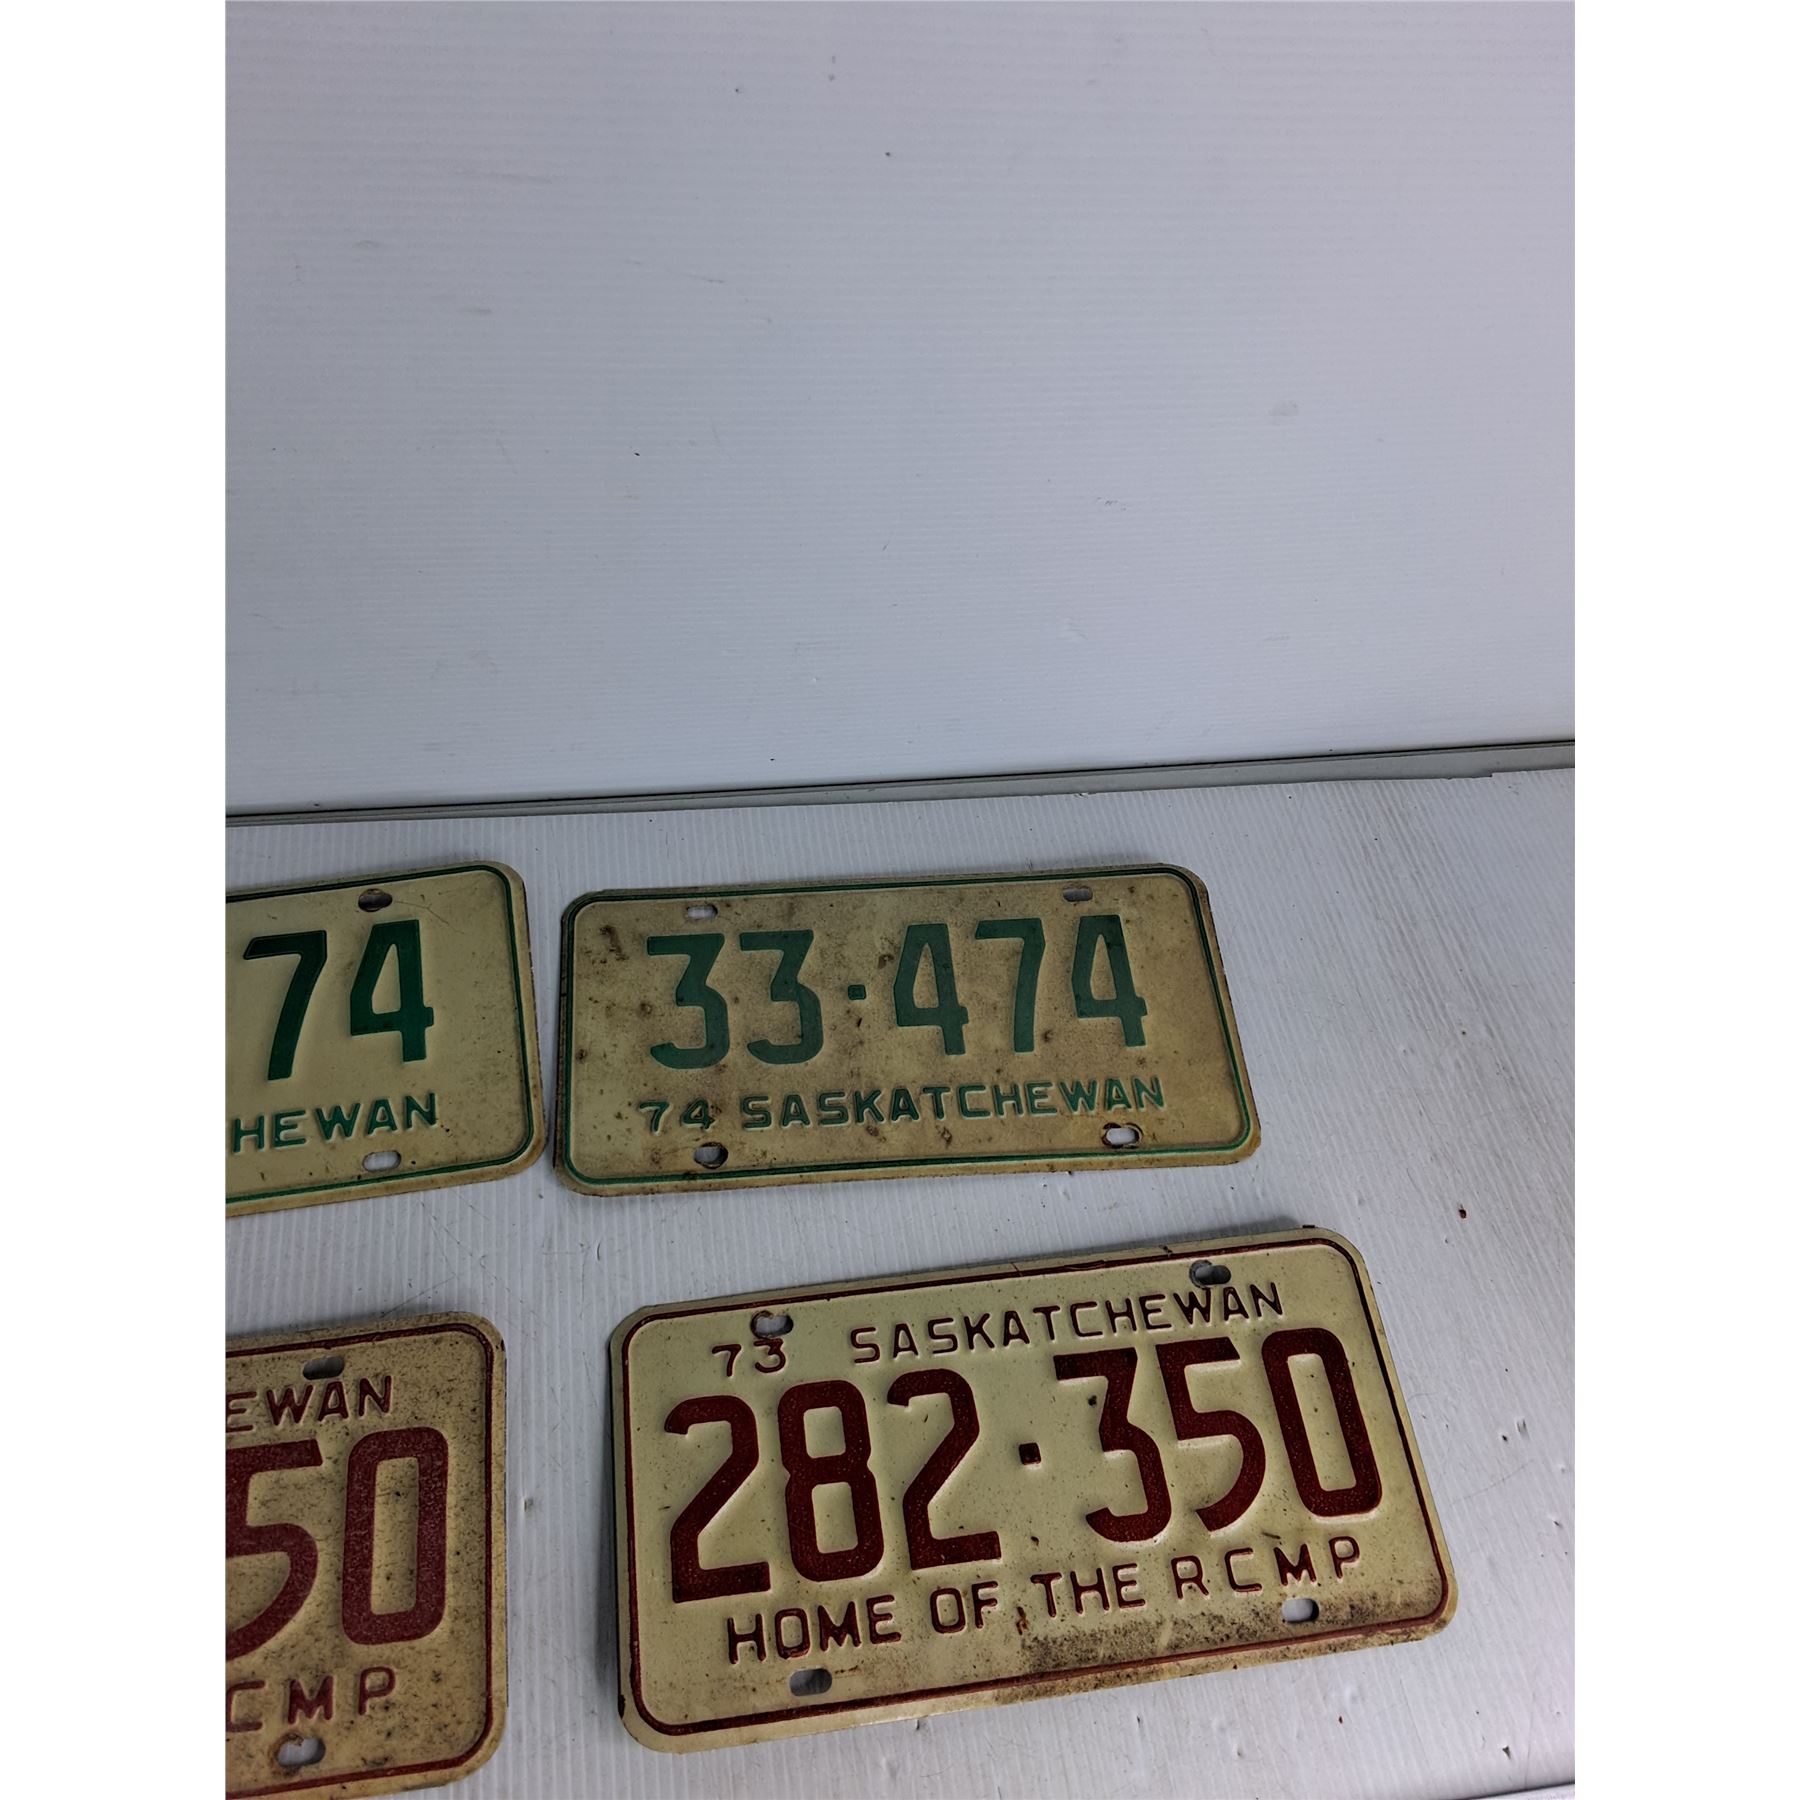 74
HEWAN
33·474
74 SASKATCHEWAN
EWAN
50
CMP
73 SASKATCHEWAN
282·350
HOME OF THE RCMP